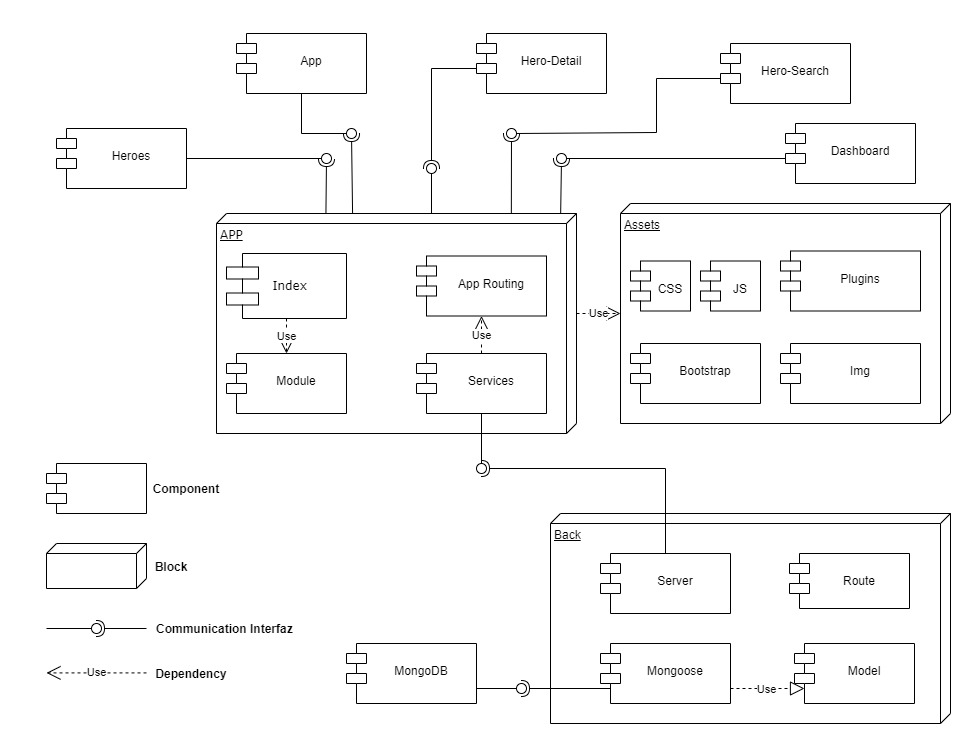 App
Hero-Detail
Hero-Search
Heroes
Dashboard
APP
Assets
Index
App Routing
CSS
JS
Plugins
Use
Use
Use
Module
Services
Bootstrap
Img
Component
Back
Block
Server
Route
Communication Interfaz
MongoDB
Mongoose
Model
Use
Dependency
Use